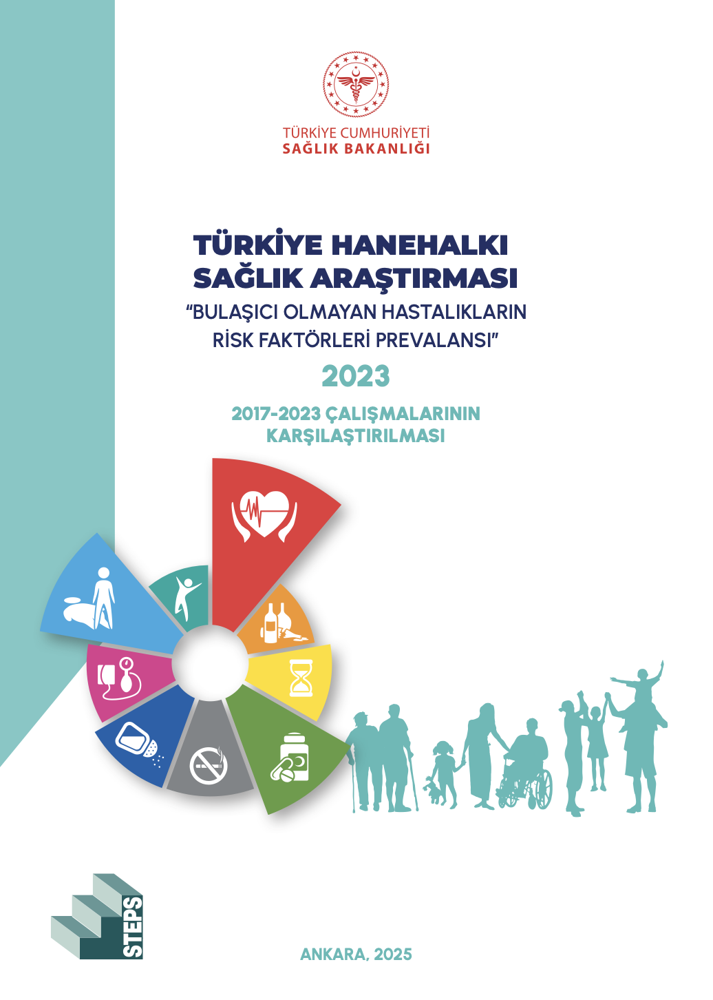 TÜRKİYE CUMHURİYETİ
SAĞLIK BAKANLIĞI
TÜRKİYE HANEHALKI
SAĞLIK ARAŞTIRMASI
“BULAŞICI OLMAYAN HASTALIKLARIN
RİSK FAKTÖRLERİ PREVALANSI”
2023
2017-2023 ÇALIŞMALARININ
KARŞILAŞTIRILMASI
STEPS
ANKARA, 2025